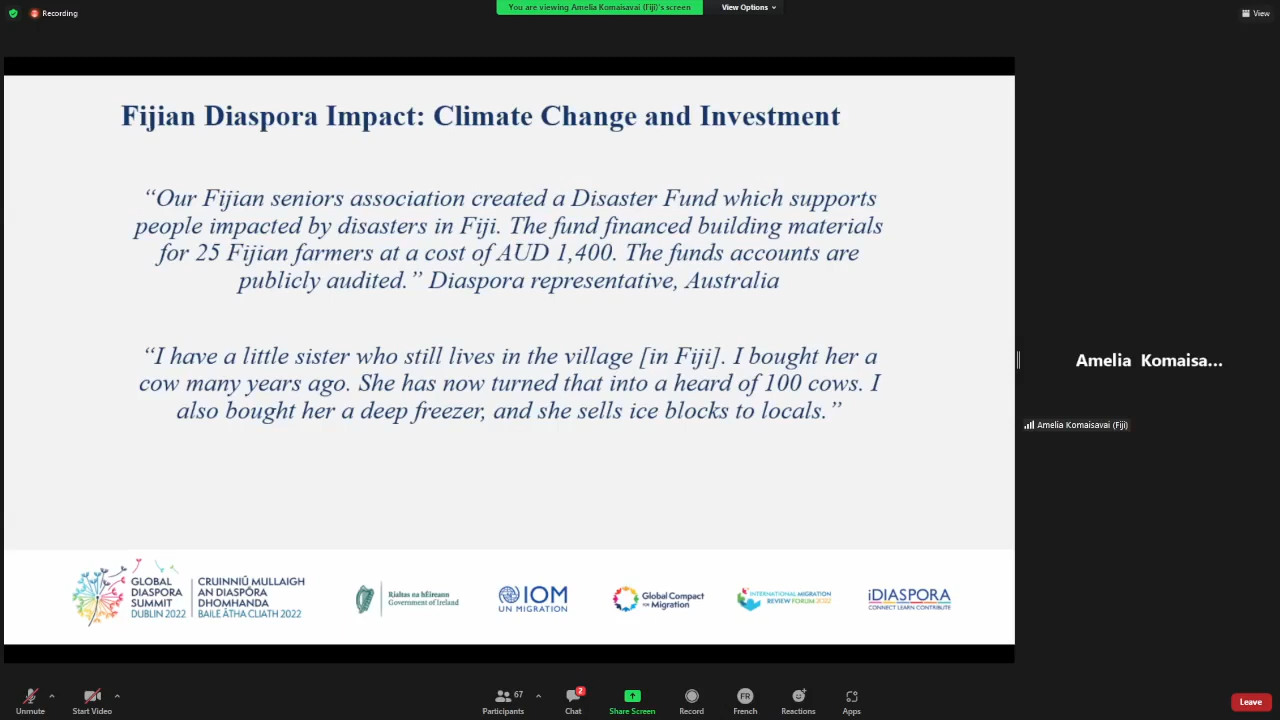 Recording
You are viewing Amelia Komaisavai (Fiji)'s screen
View Options
View
Fijian Diaspora Impact: Climate Change and Investment
“Our Fijian seniors association created a Disaster Fund which supports
people impacted by disasters in Fiji. The fund financed building materials
for 25 Fijian farmers at a cost of AUD 1,400. The funds accounts are
publicly audited.” Diaspora representative, Australia
“I have a little sister who still lives in the village [in Fiji]. I bought her a
cow many years ago. She has now turned that into a heard of 100 cows. I
also bought her a deep freezer, and she sells ice blocks to locals.”
Amelia Komaisa...
Amelia Komaisavai (Fiji)
GLOBAL
DIASPORA
SUMMIT
DUBLIN 2022
CRUINNIÚ MULLAIGH
AN DIASPÓRA
DHOMHANDA
BAILE ÁTHA CLIATH 2022
Rialtas na hÉireann
Government of Ireland
IOM
UN MIGRATION
Global Compact
for Migration
INTERNATIONAL MIGRATION
REVIEW FORUM 2022
iDIASPORA
CONNECT LEARN CONTRIBUTE
Unmute
Start Video
67
Participants
2
Chat
Share Screen
Record
FR
French
Reactions
Apps
Leave